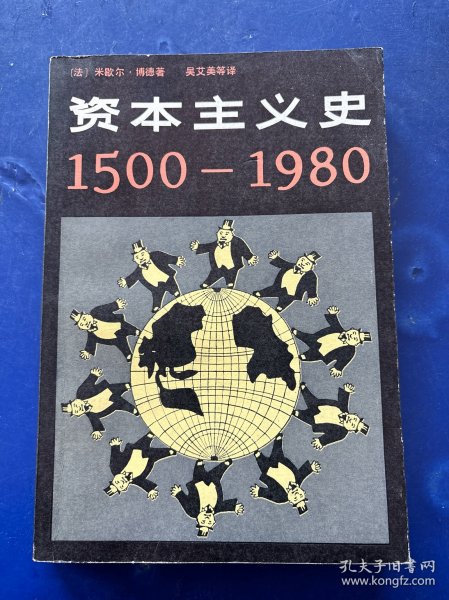 〔法〕米歇尔·博德著 吴艾美等译
资本主义史
1500－1980
孔夫子旧书网
www.kongfz.com